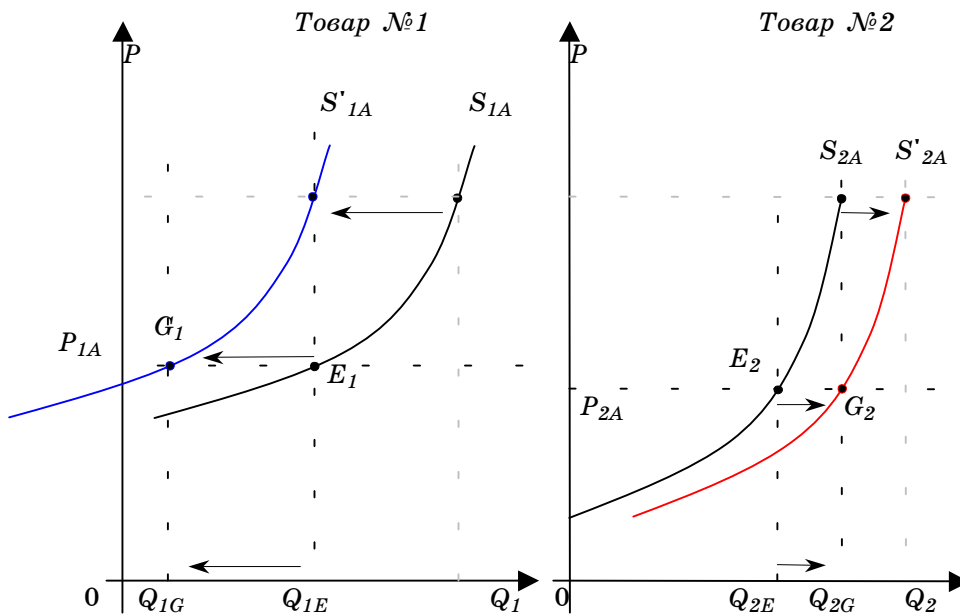 Товар №1
Товар №2
P
P
S'1A
S1A
S2A
S'2A
G1
P1A
E1
E2
P2A
G2
0
Q1G
Q1E
Q1
0
Q2E
Q2G
Q2